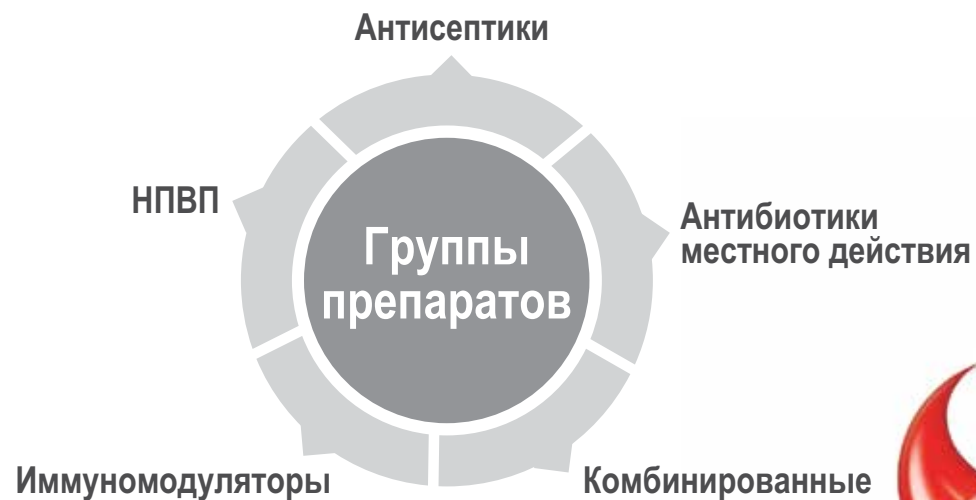 Антисептики
НПВП
Антибиотики
местного действия
Группы
препаратов
Иммуномодуляторы
Комбинированные